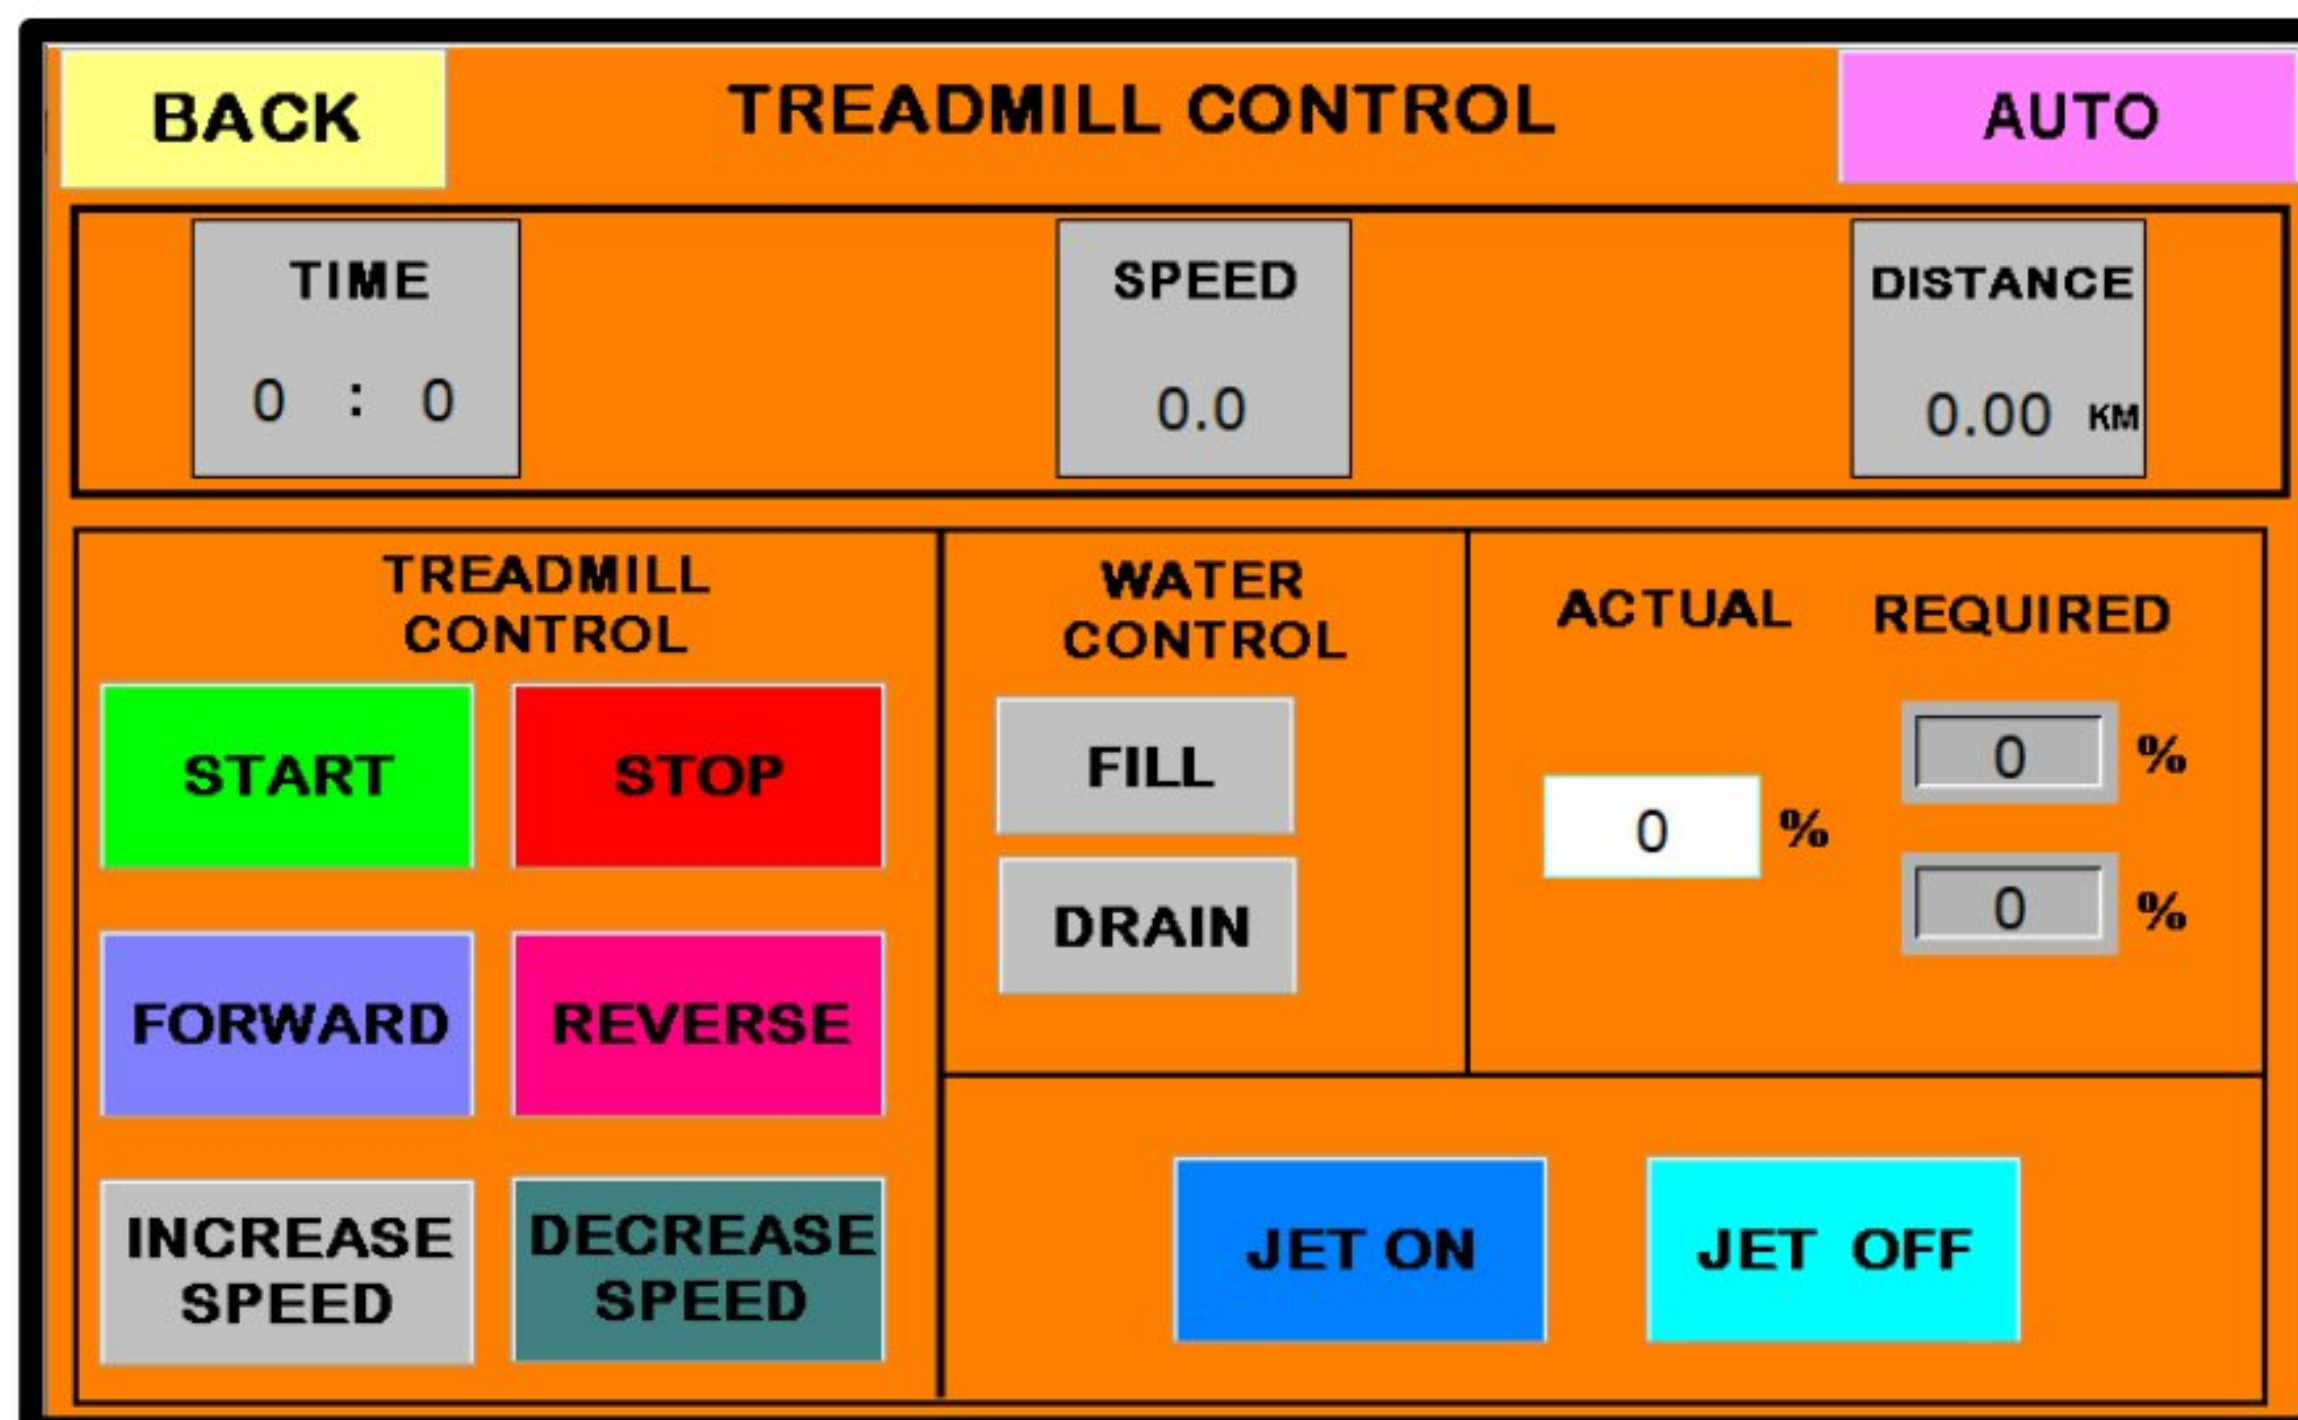 BACK
TREADMILL CONTROL
AUTO
TIME
0 : 0
SPEED
0.0
DISTANCE
0.00 KM
TREADMILL
CONTROL
START
STOP
FORWARD
REVERSE
INCREASE
SPEED
DECREASE
SPEED
WATER
CONTROL
FILL
DRAIN
ACTUAL
0 %
REQUIRED
0 %
0 %
JET ON
JET OFF